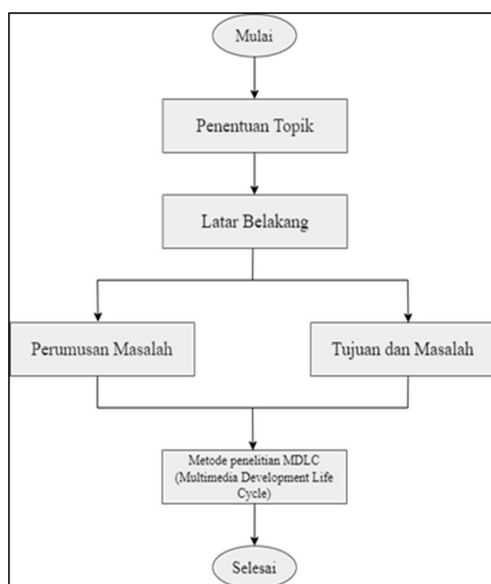 Mulai
Penentuan Topik
Latar Belakang
Perumusan Masalah
Tujuan dan Masalah
Metode penelitian MDLC
(Multimedia Development Life
Cycle)
Selesai